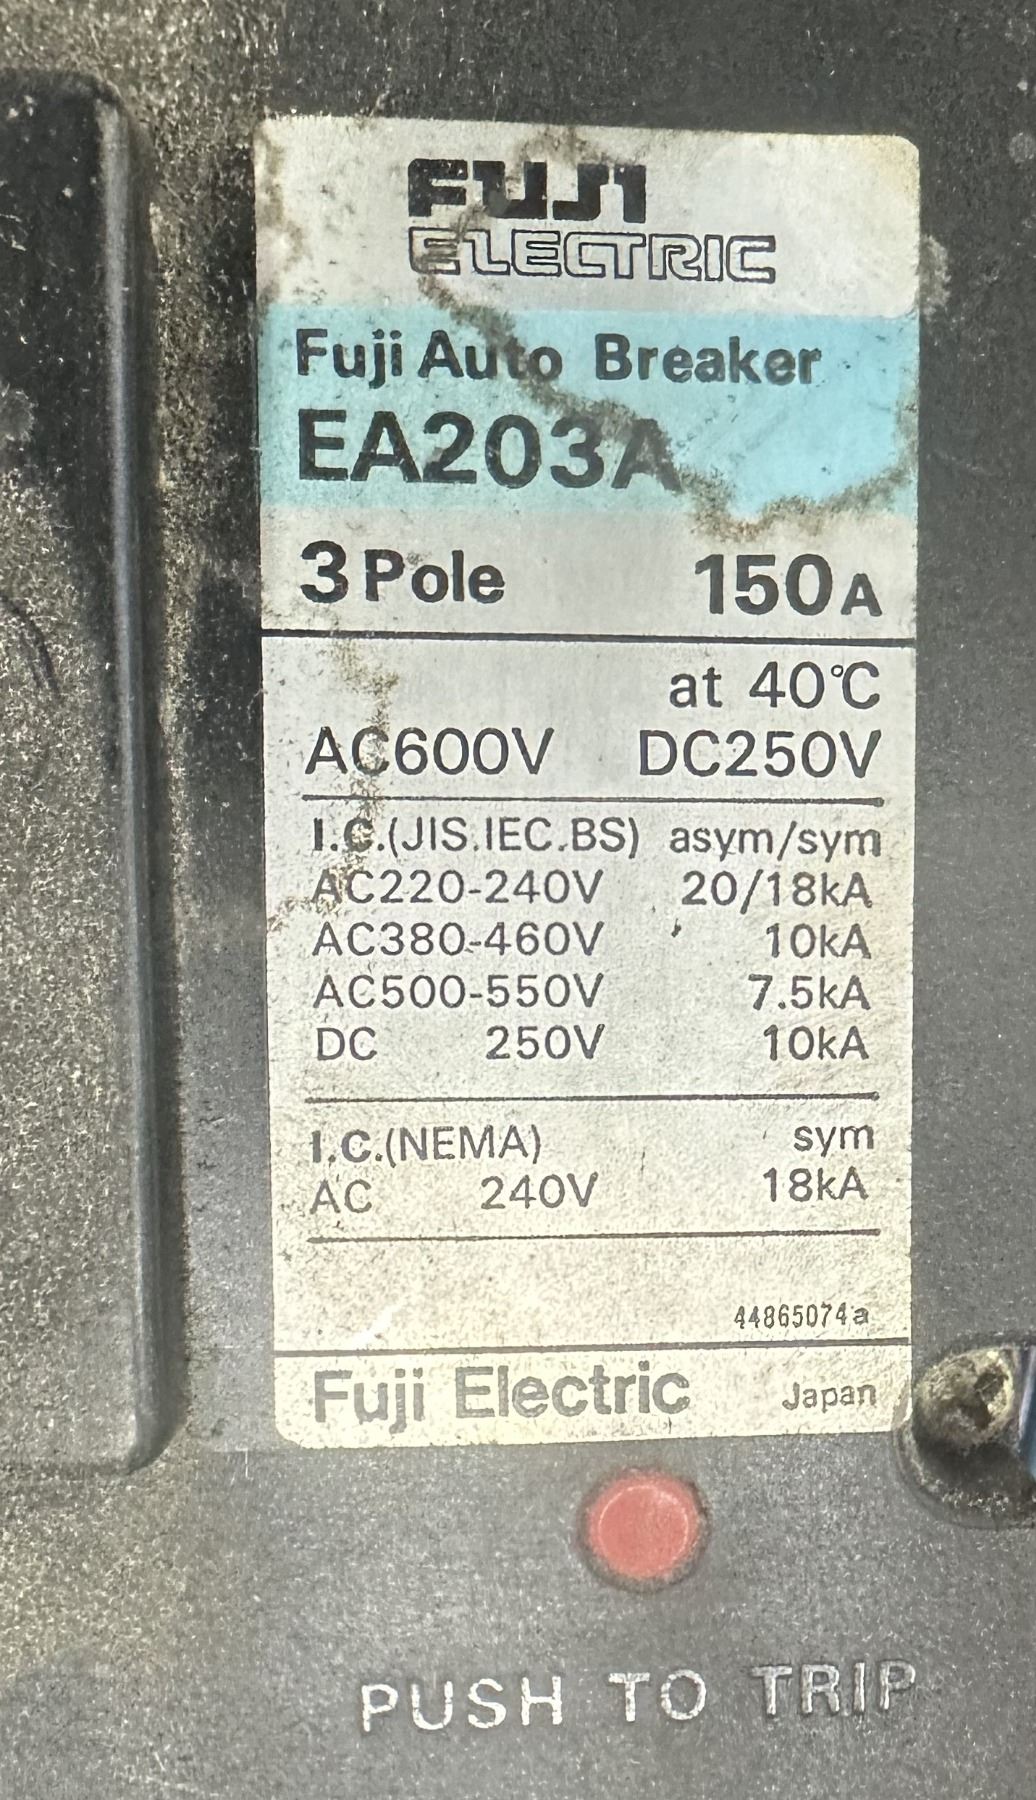 FUJI
ELECTRIC
Fuji Auto Breaker
EA203A
3 Pole 150A
at 40℃
AC600V DC250V
I.C.(JIS.IEC.BS) asym/sym
AC220-240V 20/18kA
AC380-460V 10kA
AC500-550V 7.5kA
DC 250V 10kA
I.C.(NEMA) sym
AC 240V 18kA
44865074a
Fuji Electric Japan
PUSH TO TRIP